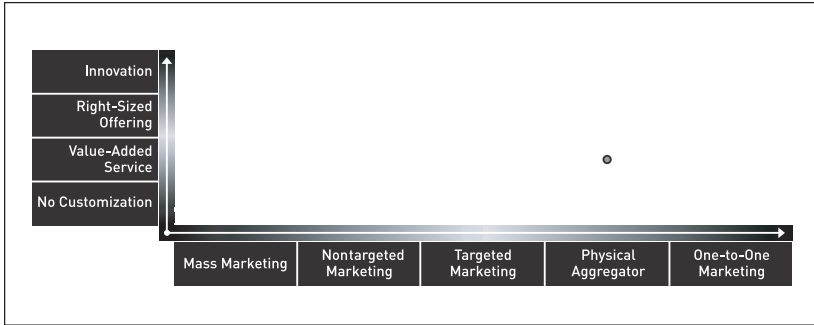 Innovation
Right-Sized
Offering
Value-Added
Service
No Customization
Mass Marketing
Nontargeted
Marketing
Targeted
Marketing
Physical
Aggregator
One-to-One
Marketing